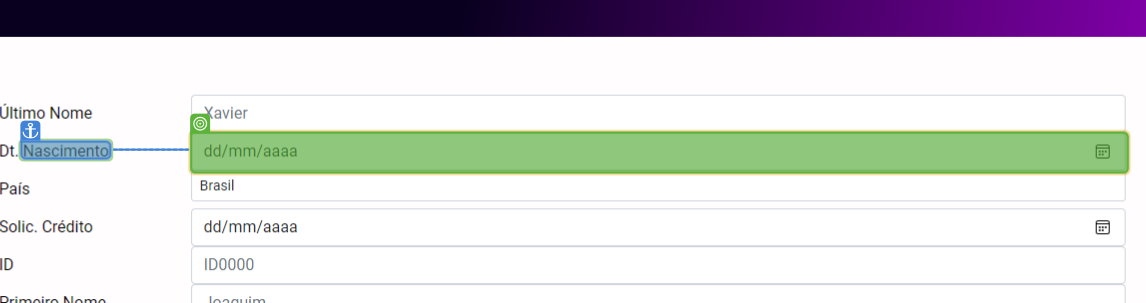 Último Nome Xavier
Dt. Nascimento dd/mm/aaaa
País Brasil
Solic. Crédito dd/mm/aaaa
ID ID0000
Primeiro Nome Joaquim